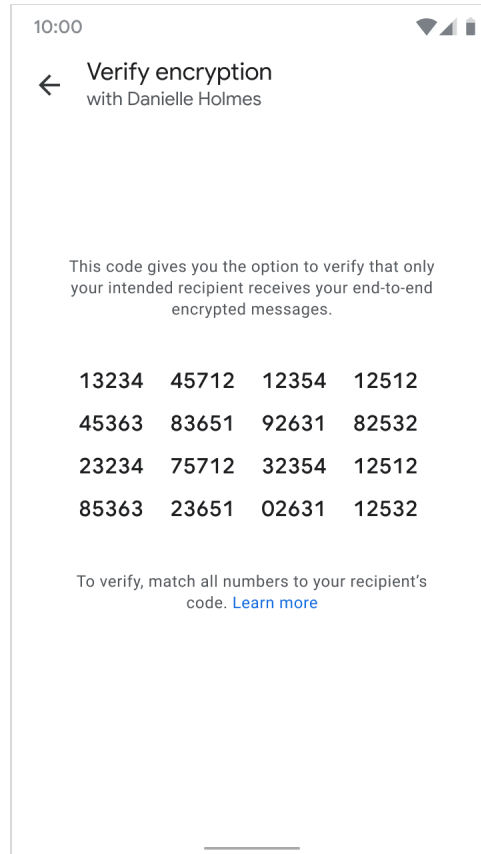 10:00
Verify encryption
with Danielle Holmes
This code gives you the option to verify that only
your intended recipient receives your end-to-end
encrypted messages.
13234 45712 12354 12512
45363 83651 92631 82532
23234 75712 32354 12512
85363 23651 02631 12532
To verify, match all numbers to your recipient’s
code. Learn more